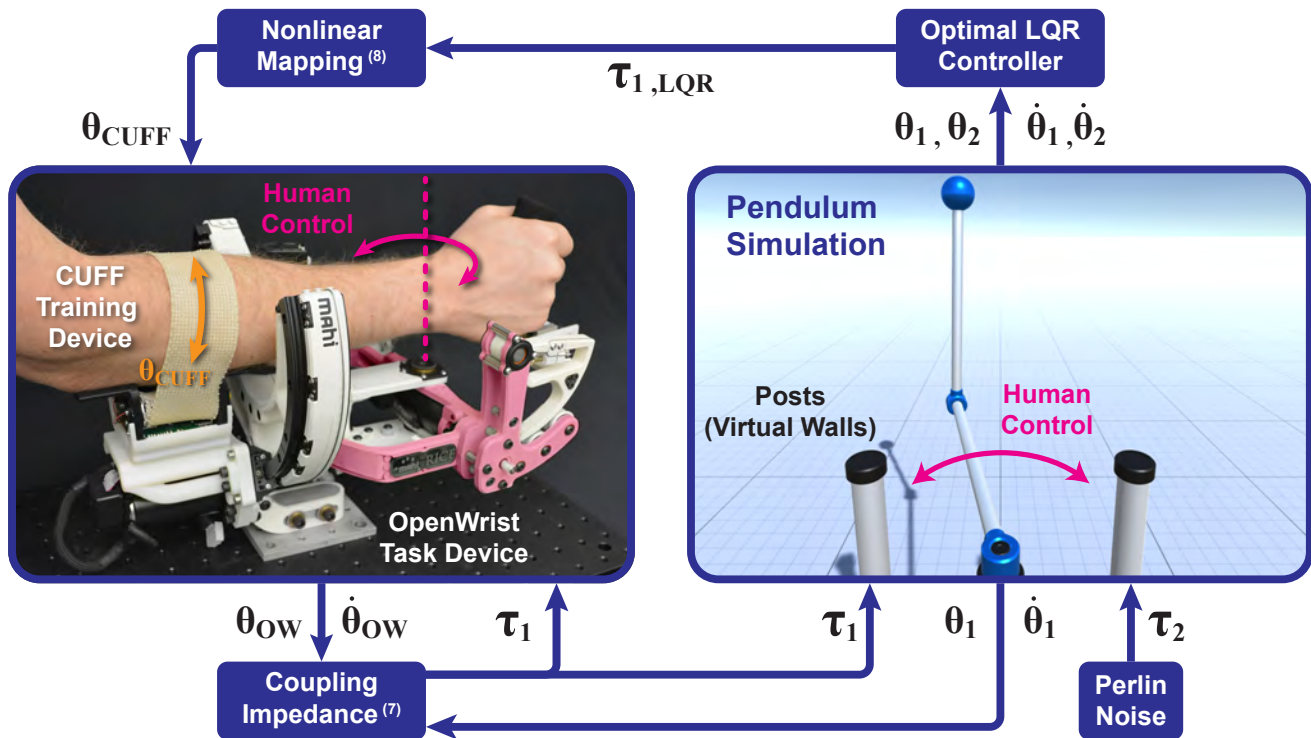 Nonlinear
Mapping (8)
Optimal LQR
Controller
τ1 ,LQR
θCUFF
θ1 , θ2
θ̇1 ,θ̇2
Human
Control
CUFF
Training
Device
θCUFF
mahi
mahi
RICE
OpenWrist
Task Device
Pendulum
Simulation
Posts
(Virtual Walls)
Human
Control
θOW
θ̇OW
τ1
τ1
θ1
θ̇1
τ2
Coupling
Impedance (7)
Perlin
Noise